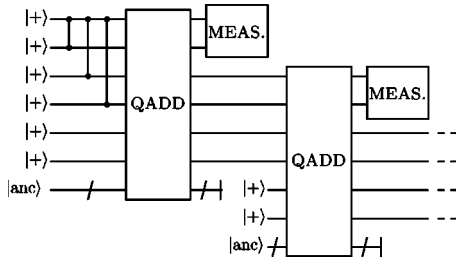 |+⟩
|+⟩ MEAS.
|+⟩
|+⟩ QADD MEAS.
|+⟩
|+⟩ QADD
|anc⟩ |+⟩
|+⟩
|anc⟩